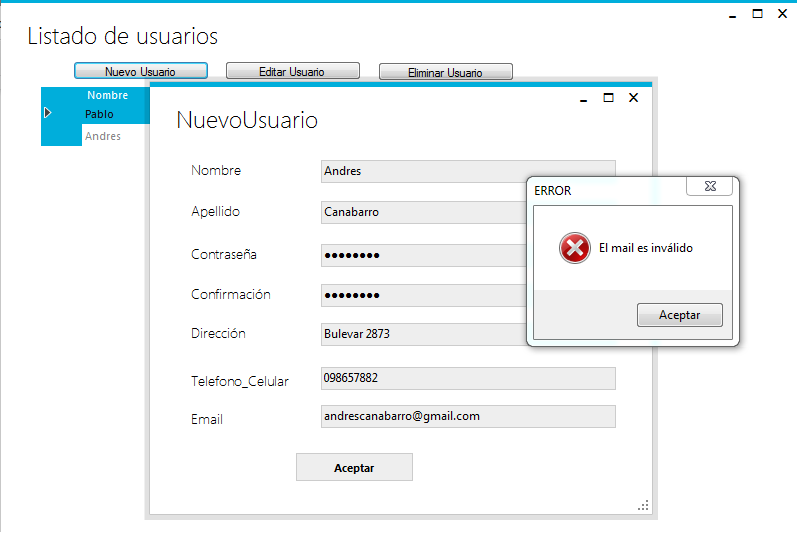 Listado de usuarios
Nuevo Usuario Editar Usuario Eliminar Usuario
Nombre
Pablo
Andres
NuevoUsuario
Nombre Andres
Apellido Canabarro
Contraseña ●●●●●●●●
Confirmación ●●●●●●●●
Dirección Bulevar 2873
Telefono_Celular 098657882
Email andrescanabarro@gmail.com
Aceptar
ERROR
El mail es inválido
Aceptar